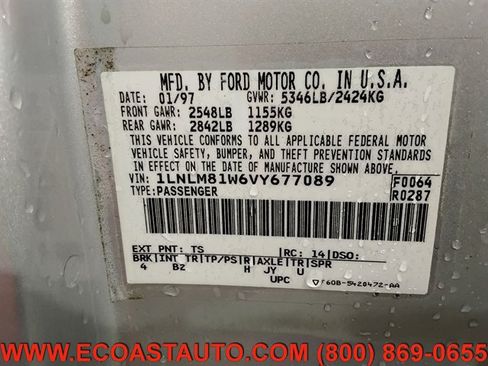 MFD. BY FORD MOTOR CO. IN U.S.A.
DATE: 01/97 GVWR: 5346LB/2424KG
FRONT GAWR: 2548LB 1155KG
REAR GAWR: 2842LB 1289KG
THIS VEHICLE CONFORMS TO ALL APPLICABLE FEDERAL MOTOR
VEHICLE SAFETY, BUMPER, AND THEFT PREVENTION STANDARDS
IN EFFECT ON THE DATE OF MANUFACTURE SHOWN ABOVE.
VIN: 1LNLM81W6VY677089 F0064
TYPE: PASSENGER R0287
EXT PNT: TS RC: 14 DSO:
BRK INT TR TP/PS R AXLE TR SPR
4 B2 H JY U
UPC F60B-5420472-AA
WWW.ECOASTAUTO.COM (800) 869-0655